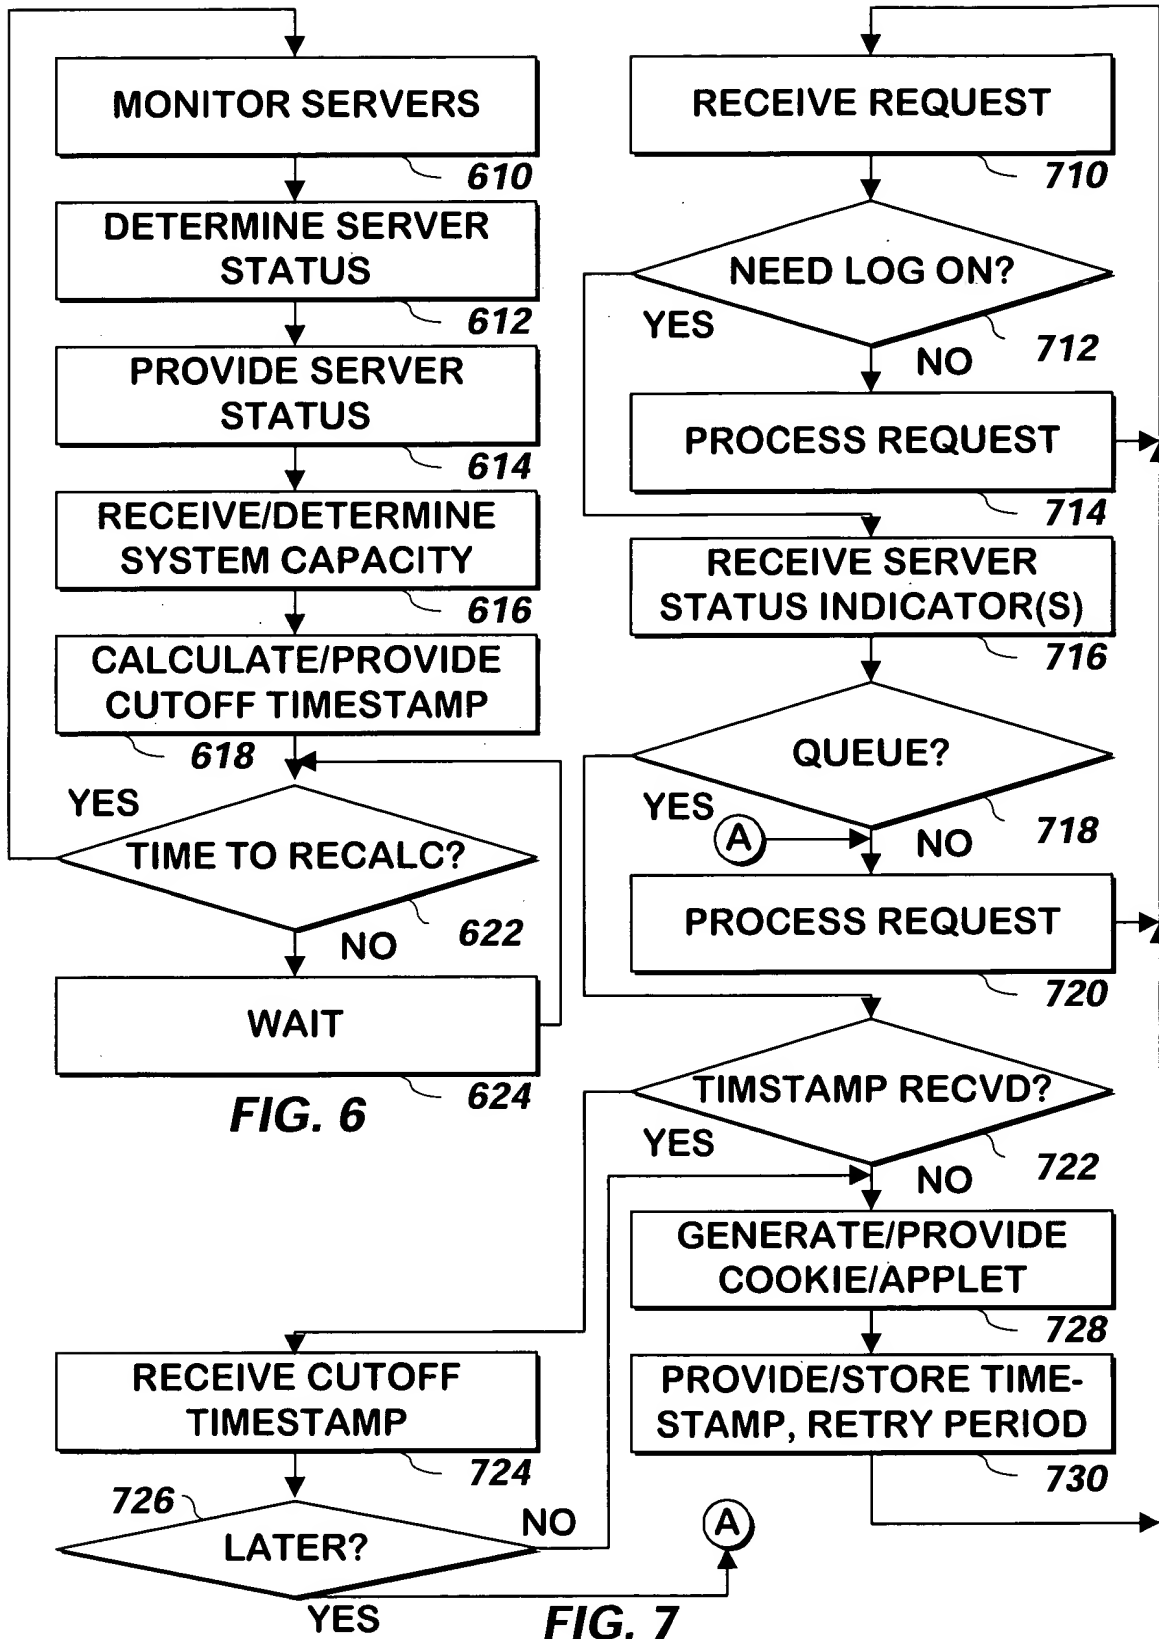 MONITOR SERVERS
610
DETERMINE SERVER
STATUS
612
PROVIDE SERVER
STATUS
614
RECEIVE/DETERMINE
SYSTEM CAPACITY
616
CALCULATE/PROVIDE
CUTOFF TIMESTAMP
618
YES
TIME TO RECALC?
622
NO
WAIT
624
FIG. 6
RECEIVE REQUEST
710
NEED LOG ON?
YES
712
NO
PROCESS REQUEST
714
RECEIVE SERVER
STATUS INDICATOR(S)
716
QUEUE?
YES
718
A
NO
PROCESS REQUEST
720
TIMSTAMP RECVD?
YES
722
NO
GENERATE/PROVIDE
COOKIE/APPLET
728
PROVIDE/STORE TIME-
STAMP, RETRY PERIOD
730
RECEIVE CUTOFF
TIMESTAMP
724
726
LATER?
NO
A
YES
FIG. 7